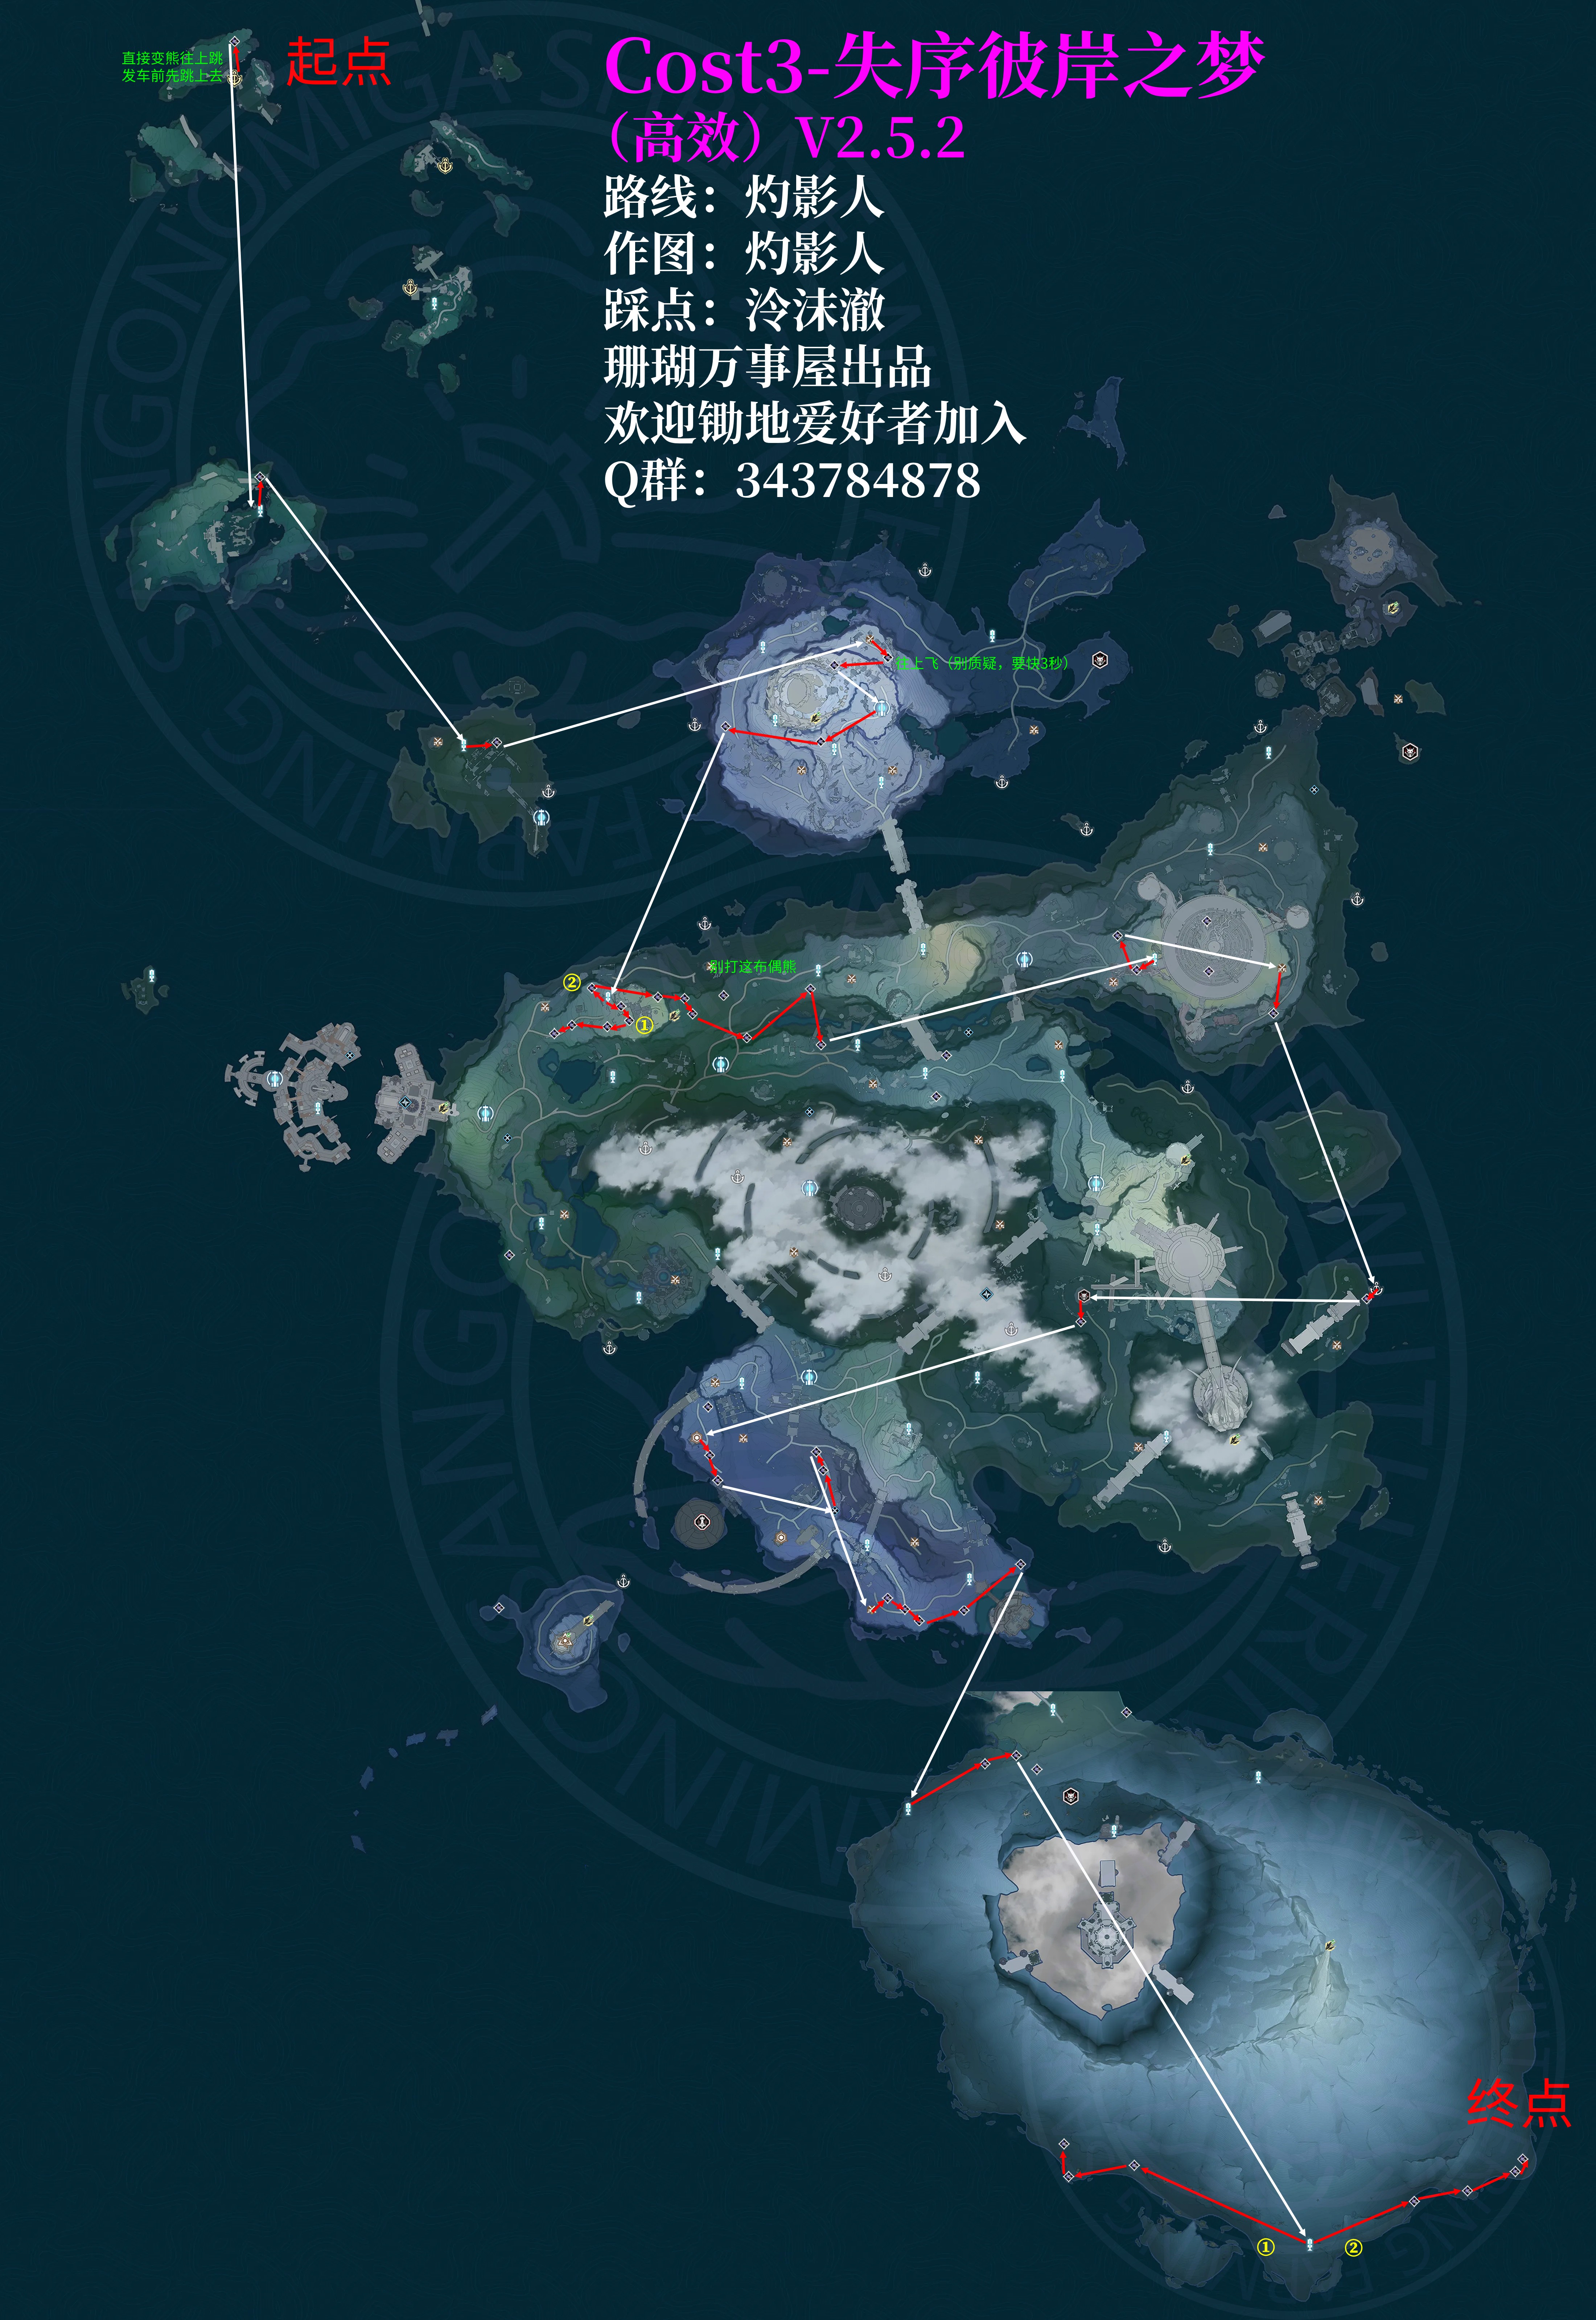 直接变熊往上跳
发车前先跳上去
起点
Cost3-失序彼岸之梦
（高效）V2.5.2
路线：灼影人
作图：灼影人
踩点：泠沫澈
珊瑚万事屋出品
欢迎锄地爱好者加入
Q群：343784878
往上飞（别质疑，要快3秒）
别打这布偶熊
②
①
终点
①
②